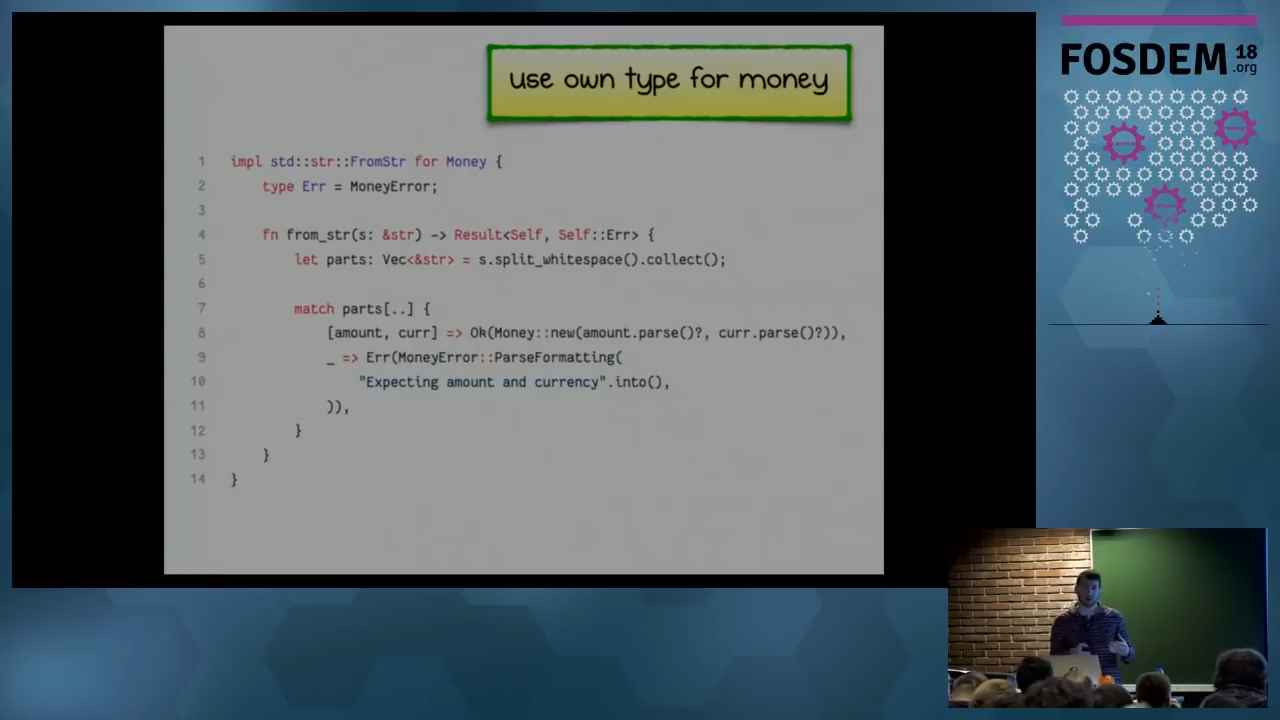 use own type for money
1 impl std::str::FromStr for Money {
2 type Err = MoneyError;
3
4 fn from_str(s: &str) -> Result<Self, Self::Err> {
5 let parts: Vec<&str> = s.split_whitespace().collect();
6
7 match parts[..] {
8 [amount, curr] => Ok(Money::new(amount.parse()?, curr.parse()?)),
9 _ => Err(MoneyError::ParseFormatting(
10 "Expecting amount and currency".into(),
11 )),
12 }
13 }
14 }
FOSDEM 18
.org